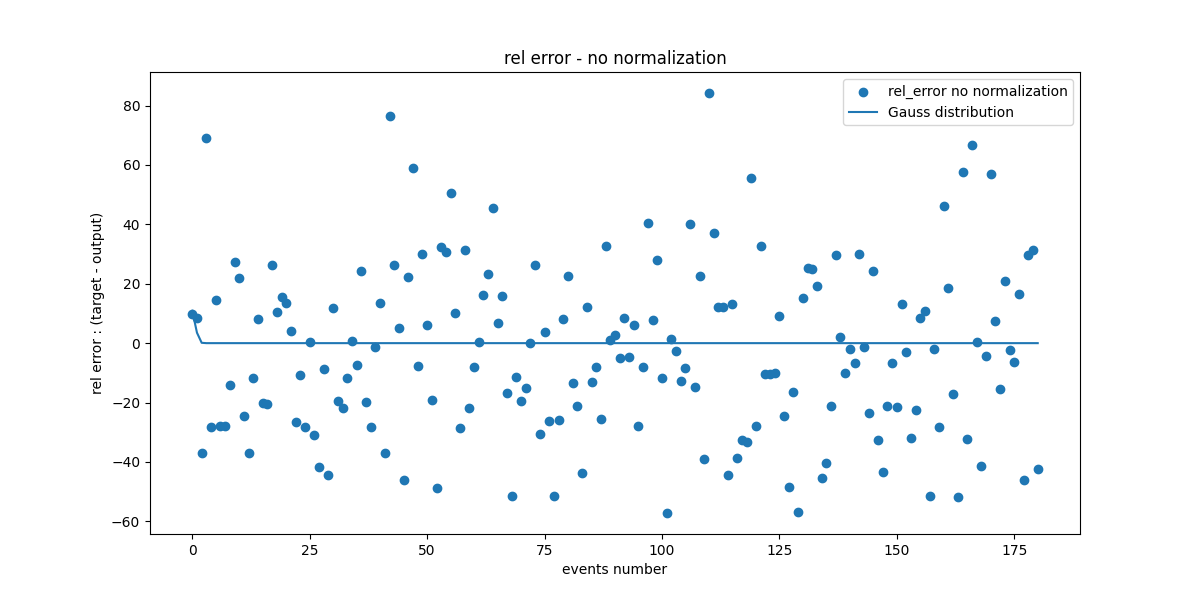 rel error - no normalization
rel_error no normalization
Gauss distribution
80
60
40
20
0
−20
−40
−60
rel error : (target - output)
0 25 50 75 100 125 150 175
events number